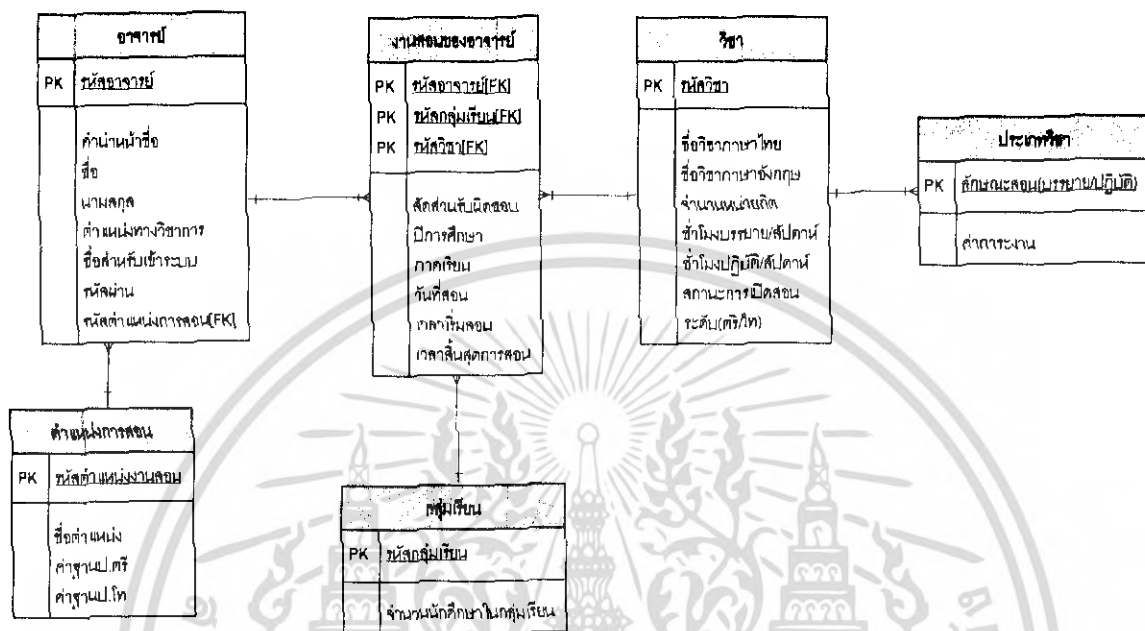 อาจารย์
PK รหัสอาจารย์
คำนำหน้าชื่อ
ชื่อ
นามสกุล
ตำแหน่งทางวิชาการ
ชื่อสำหรับเข้าระบบ
รหัสผ่าน
รหัสตำแหน่งการสอน[FK]
งานสอนของอาจารย์
PK รหัสอาจารย์[FK]
PK รหัสกลุ่มเรียน[FK]
PK รหัสวิชา[FK]
สัดส่วนรับผิดสอบ
ปีการศึกษา
ภาคเรียน
วันที่สอน
เวลาเริ่มสอน
เวลาสิ้นสุดการสอน
วิชา
PK รหัสวิชา
ชื่อวิชาภาษาไทย
ชื่อวิชาภาษาอังกฤษ
จำนวนหน่วยกิต
ชั่วโมงบรรยาย/สัปดาห์
ชั่วโมงปฏิบัติ/สัปดาห์
สถานะการเปิดสอน
ระดับ(ตรี/โท)
ประเภทวิชา
PK ลักษณะสอน(บรรยาย/ปฏิบัติ)
ค่าภาระงาน
ตำแหน่งการสอน
PK รหัสตำแหน่งงานสอน
ชื่อตำแหน่ง
ค่าฐานป.ตรี
ค่าฐานป.โท
กลุ่มเรียน
PK รหัสกลุ่มเรียน
จำนวนนักศึกษาในกลุ่มเรียน